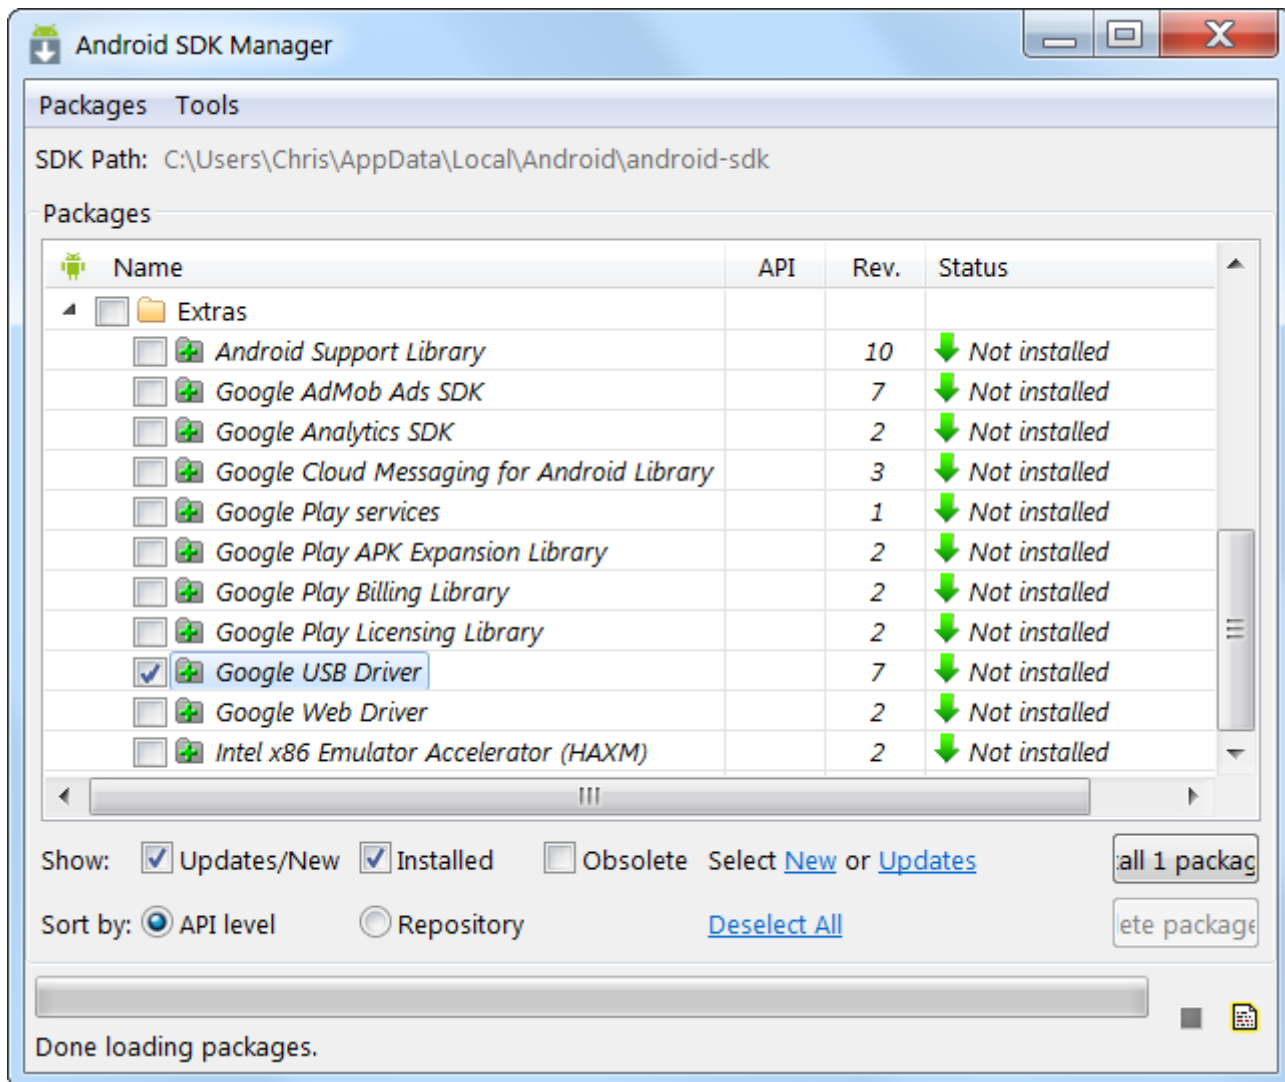 Android SDK Manager
Packages Tools
SDK Path: C:\Users\Chris\AppData\Local\Android\android-sdk
Packages
Name API Rev. Status
Extras
Android Support Library 10 Not installed
Google AdMob Ads SDK 7 Not installed
Google Analytics SDK 2 Not installed
Google Cloud Messaging for Android Library 3 Not installed
Google Play services 1 Not installed
Google Play APK Expansion Library 2 Not installed
Google Play Billing Library 2 Not installed
Google Play Licensing Library 2 Not installed
Google USB Driver 7 Not installed
Google Web Driver 2 Not installed
Intel x86 Emulator Accelerator (HAXM) 2 Not installed
Show: Updates/New Installed Obsolete Select New or Updates all 1 packag
Sort by: API level Repository Deselect All ete package
Done loading packages.